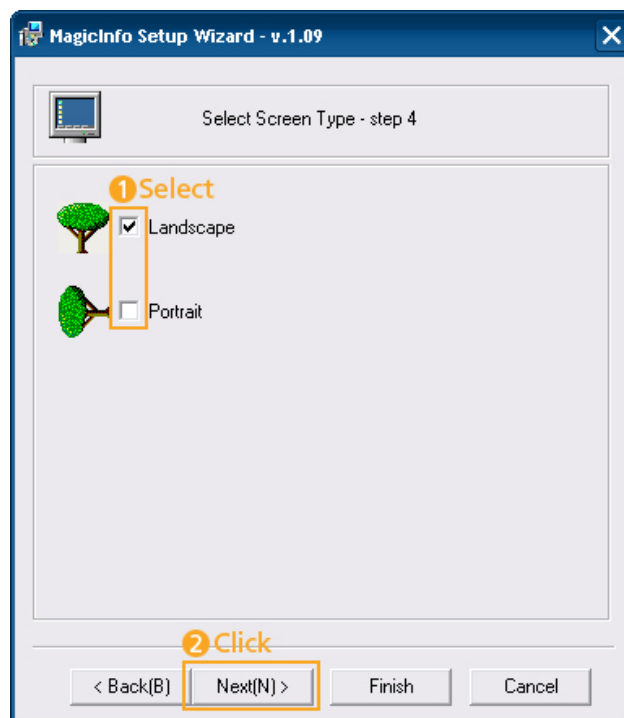 MagicInfo Setup Wizard - v.1.09
Select Screen Type - step 4
1 Select
Landscape
Portrait
2 Click
< Back(B) Next(N) > Finish Cancel